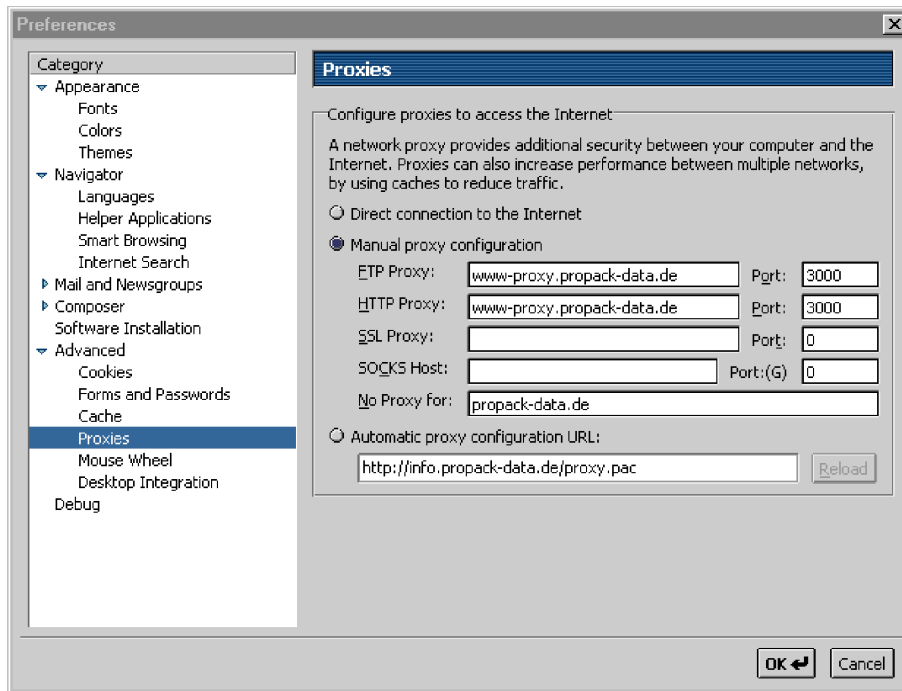 Preferences
Category
Appearance
Fonts
Colors
Themes
Navigator
Languages
Helper Applications
Smart Browsing
Internet Search
Mail and Newsgroups
Composer
Software Installation
Advanced
Cookies
Forms and Passwords
Cache
Proxies
Mouse Wheel
Desktop Integration
Debug
Proxies
Configure proxies to access the Internet
A network proxy provides additional security between your computer and the
Internet. Proxies can also increase performance between multiple networks,
by using caches to reduce traffic.
Direct connection to the Internet
Manual proxy configuration
FTP Proxy: www-proxy.propack-data.de Port: 3000
HTTP Proxy: www-proxy.propack-data.de Port: 3000
SSL Proxy: Port: 0
SOCKS Host: Port:(G) 0
No Proxy for: propack-data.de
Automatic proxy configuration URL:
http://info.propack-data.de/proxy.pac Reload
OK Cancel